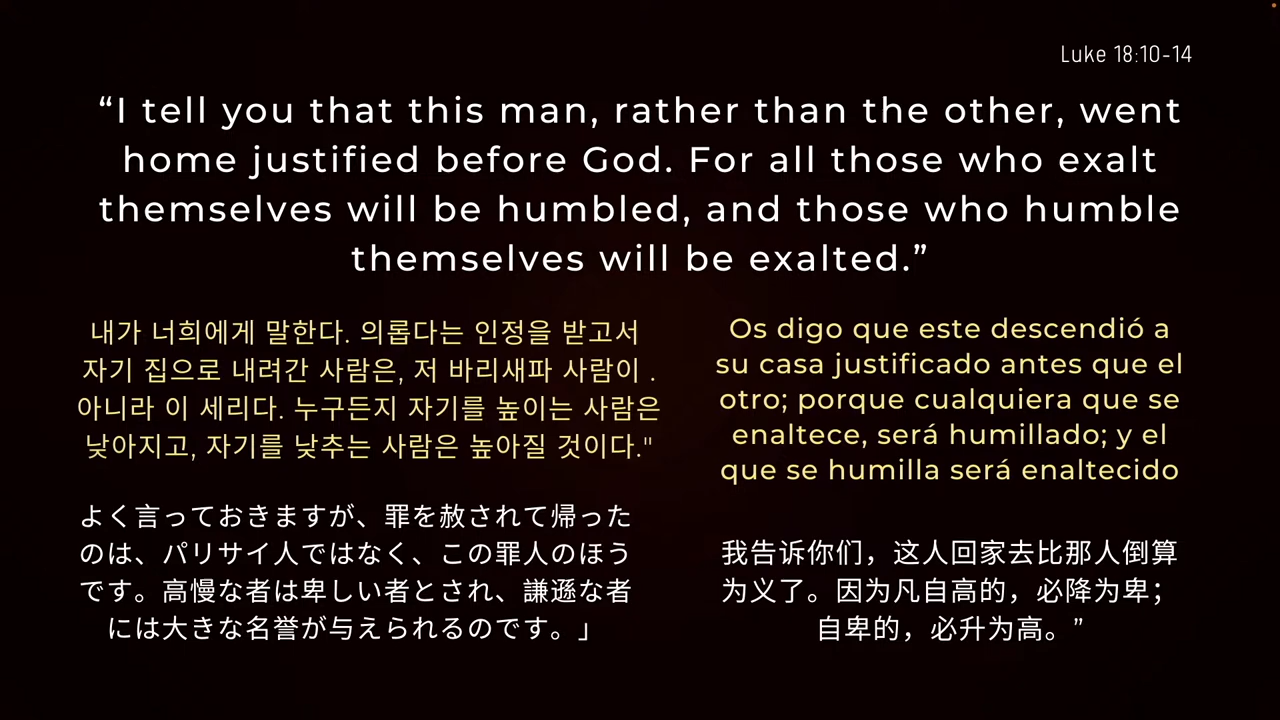 Luke 18:10-14
“I tell you that this man, rather than the other, went
home justified before God. For all those who exalt
themselves will be humbled, and those who humble
themselves will be exalted.”
내가 너희에게 말한다. 의롭다는 인정을 받고서
자기 집으로 내려간 사람은, 저 바리새파 사람이 .
아니라 이 세리다. 누구든지 자기를 높이는 사람은
낮아지고, 자기를 낮추는 사람은 높아질 것이다."
Os digo que este descendió a
su casa justificado antes que el
otro; porque cualquiera que se
enaltece, será humillado; y el
que se humilla será enaltecido
よく言っておきますが、罪を赦されて帰った
のは、パリサイ人ではなく、この罪人のほう
です。高慢な者は卑しい者とされ、謙遜な者
には大きな名誉が与えられるのです。」
我告诉你们，这人回家去比那人倒算
为义了。因为凡自高的，必降为卑；
自卑的，必升为高。”